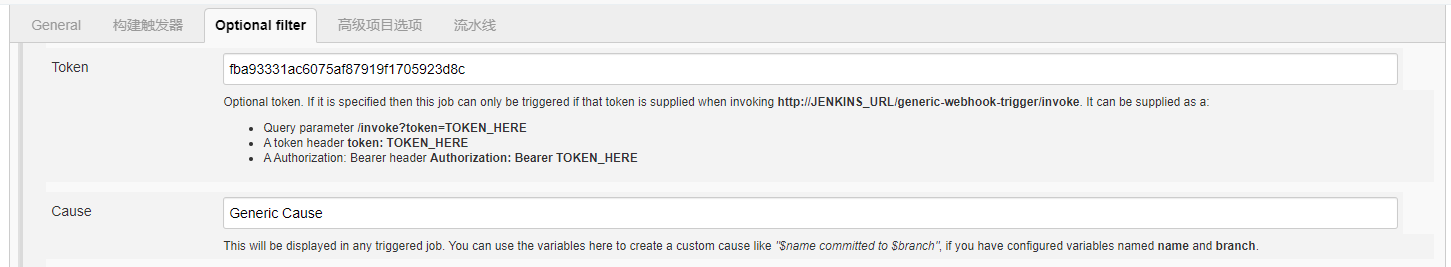 General 构建触发器 Optional filter 高级项目选项 流水线
Token fba93331ac6075af87919f1705923d8c
Optional token. If it is specified then this job can only be triggered if that token is supplied when invoking http://JENKINS_URL/generic-webhook-trigger/invoke. It can be supplied as a:
• Query parameter /invoke?token=TOKEN_HERE
• A token header token: TOKEN_HERE
• A Authorization: Bearer header Authorization: Bearer TOKEN_HERE
Cause Generic Cause
This will be displayed in any triggered job. You can use the variables here to create a custom cause like "$name committed to $branch", if you have configured variables named name and branch.